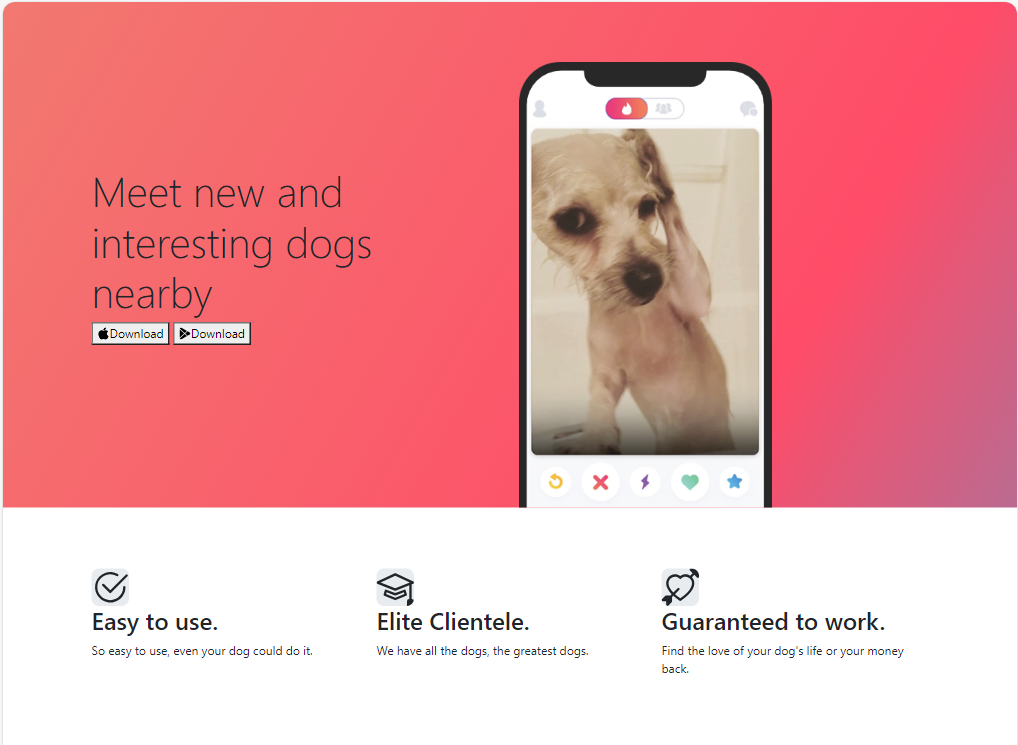 Meet new and
interesting dogs
nearby
Download Download
Easy to use.
So easy to use, even your dog could do it.
Elite Clientele.
We have all the dogs, the greatest dogs.
Guaranteed to work.
Find the love of your dog's life or your money
back.